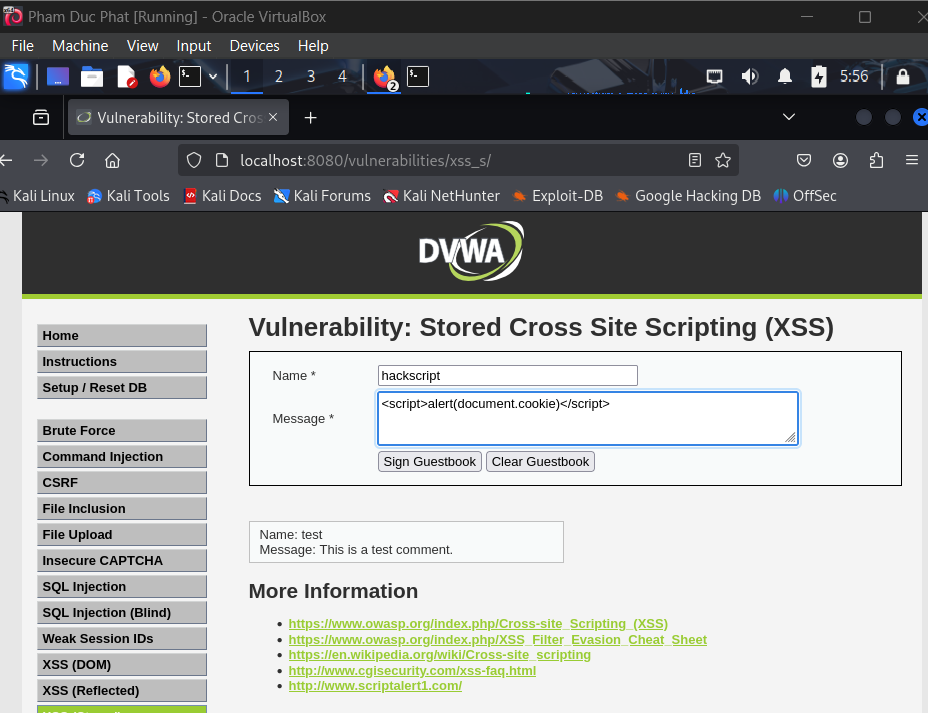 Pham Duc Phat [Running] - Oracle VirtualBox
File Machine View Input Devices Help
1 2 3 4 2 5:56
Vulnerability: Stored Cros
localhost:8080/vulnerabilities/xss_s/
Kali Linux Kali Tools Kali Docs Kali Forums Kali NetHunter Exploit-DB Google Hacking DB OffSec
DVWA
Home
Instructions
Setup / Reset DB
Brute Force
Command Injection
CSRF
File Inclusion
File Upload
Insecure CAPTCHA
SQL Injection
SQL Injection (Blind)
Weak Session IDs
XSS (DOM)
XSS (Reflected)
Vulnerability: Stored Cross Site Scripting (XSS)
Name * hackscript
Message * <script>alert(document.cookie)</script>
Sign Guestbook Clear Guestbook
Name: test
Message: This is a test comment.
More Information
• https://www.owasp.org/index.php/Cross-site_Scripting_(XSS)
• https://www.owasp.org/index.php/XSS_Filter_Evasion_Cheat_Sheet
• https://en.wikipedia.org/wiki/Cross-site_scripting
• http://www.cgisecurity.com/xss-faq.html
• http://www.scriptalert1.com/